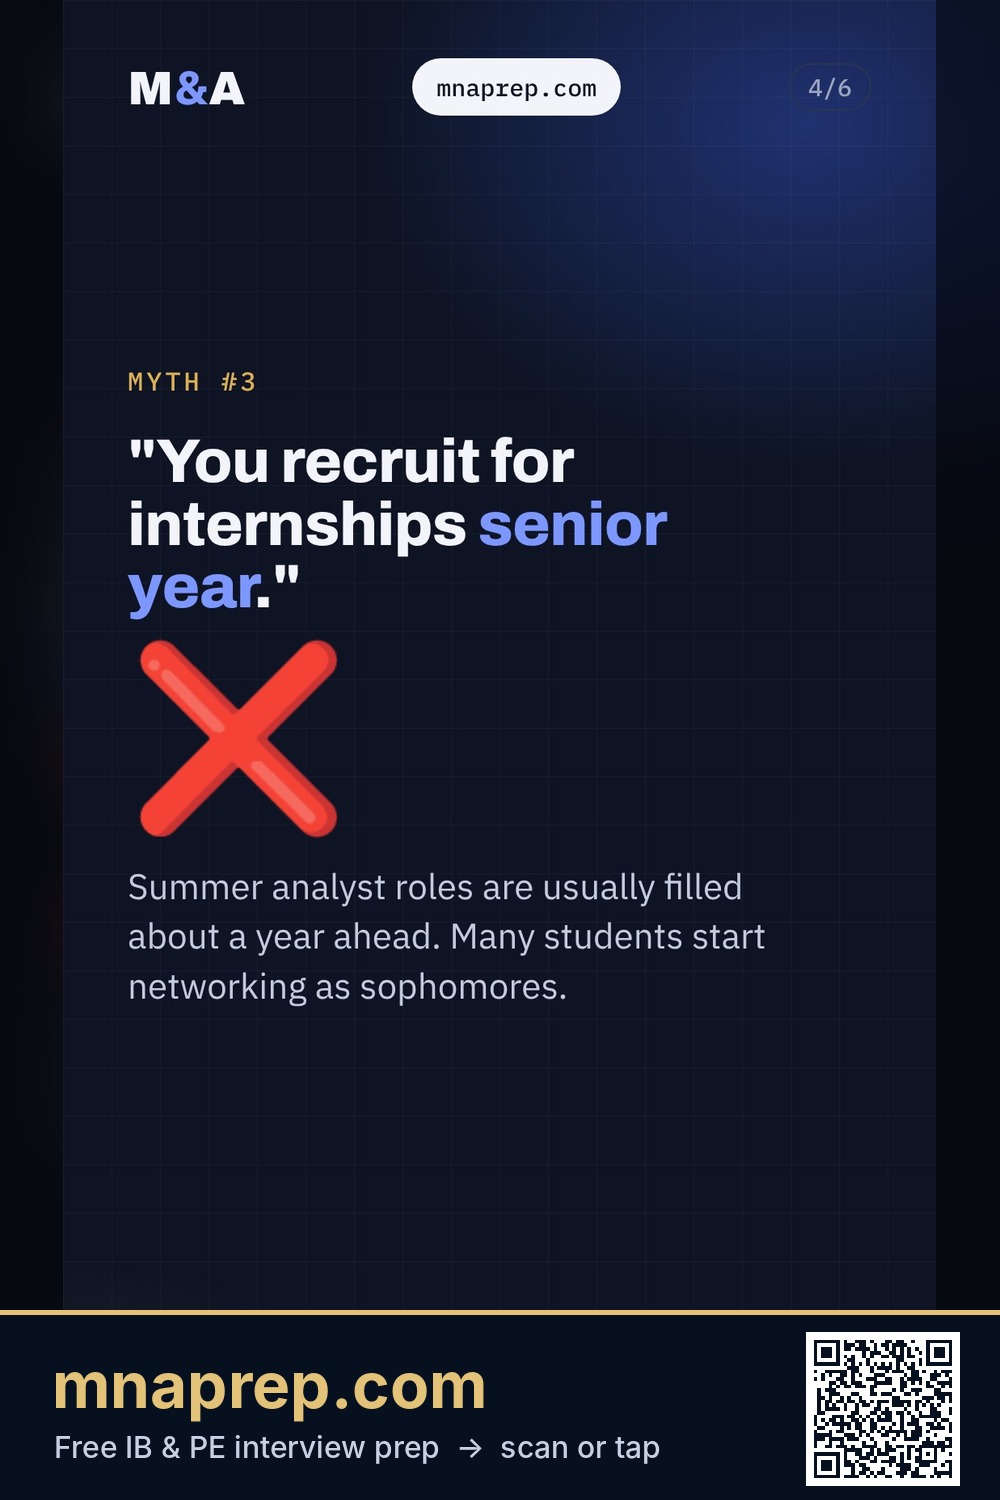 M&A
mnaprep.com
4/6
MYTH #3
"You recruit for
internships senior
year."
Summer analyst roles are usually filled
about a year ahead. Many students start
networking as sophomores.
mnaprep.com
Free IB & PE interview prep → scan or tap